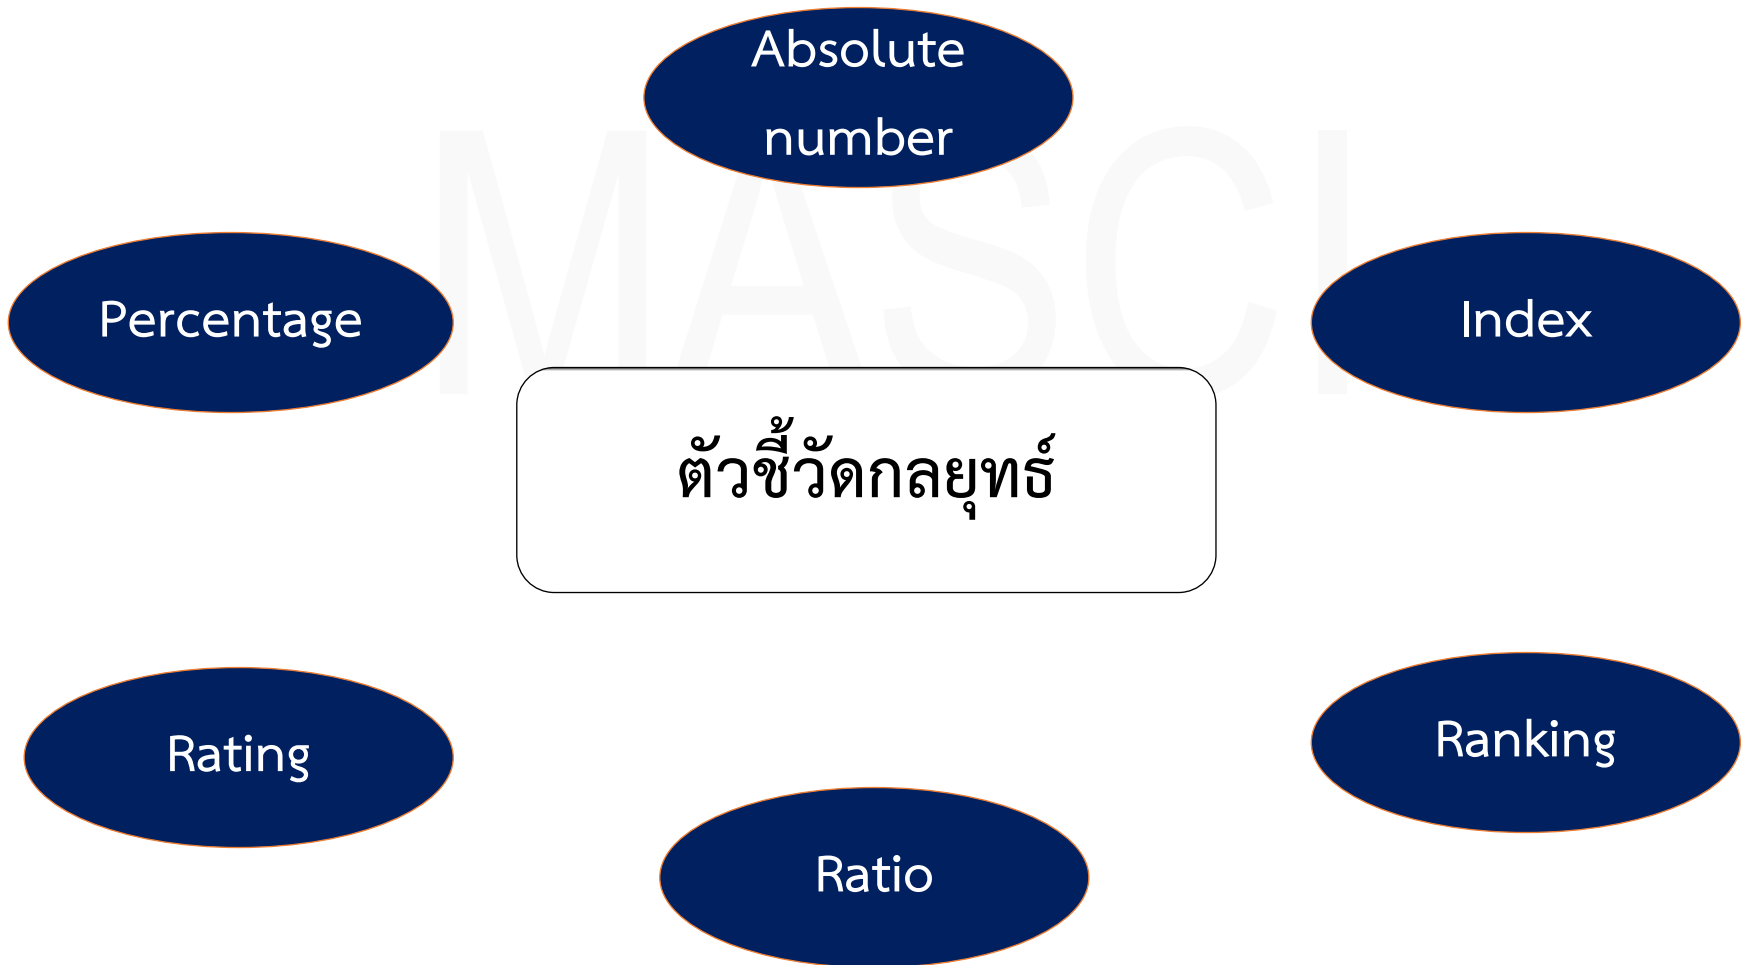 Absolute
number
Percentage
Index
MASCI
ตัวชี้วัดกลยุทธ์
Rating
Ranking
Ratio